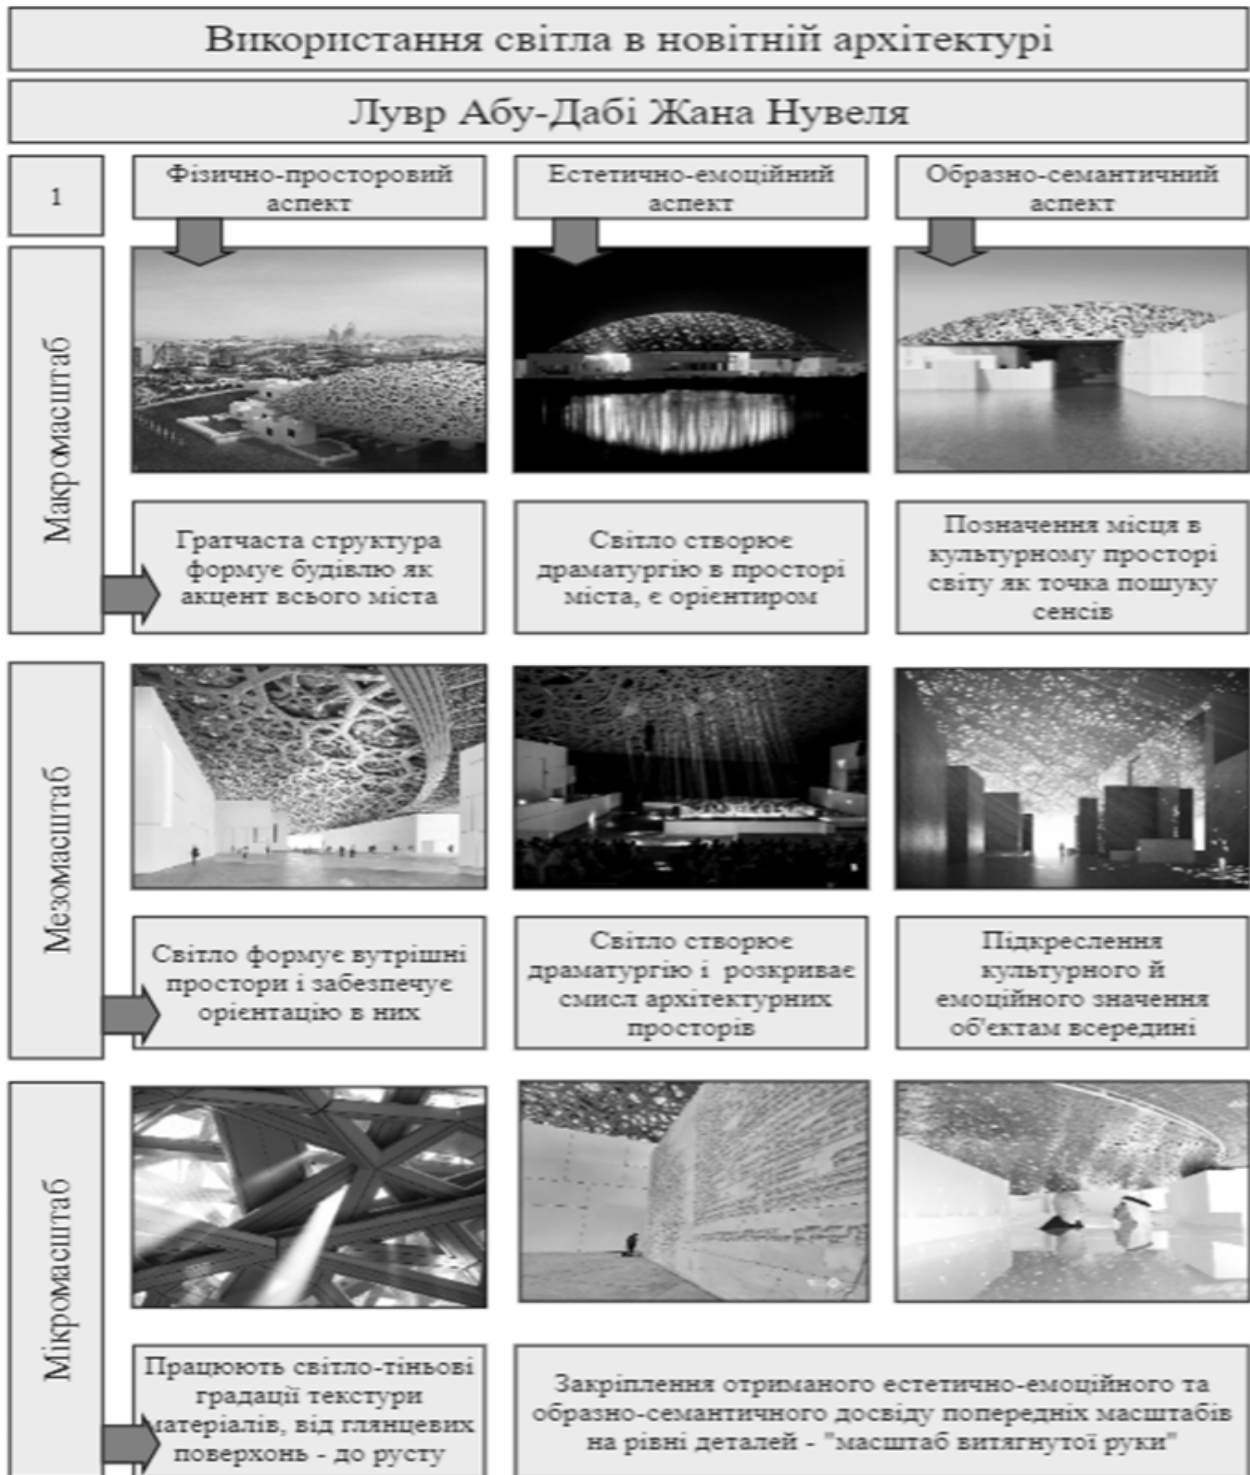 Використання світла в новітній архітектурі
Лувр Абу-Дабі Жана Нувеля
1
Фізично-просторовий
аспект
Естетично-емоційний
аспект
Образно-семантичний
аспект
Макромасштаб
Гратчаста структура
формує будівлю як
акцент всього міста
Світло створює
драматургію в просторі
міста, є орієнтиром
Позначення місця в
культурному просторі
світу як точка пошуку
сенсів
Мезомасштаб
Світло формує вутрішні
простори і забезпечує
орієнтацію в них
Світло створює
драматургію і розкриває
смисл архітектурних
просторів
Підкреслення
культурного й
емоційного значення
об'єктам всередині
Мікромасштаб
Працюють світло-тіньові
градації текстури
матеріалів, від глянцевих
поверхонь - до русту
Закріплення отриманого естетично-емоційного та
образно-семантичного досвіду попередніх масштабів
на рівні деталей - "масштаб витягнутої руки"